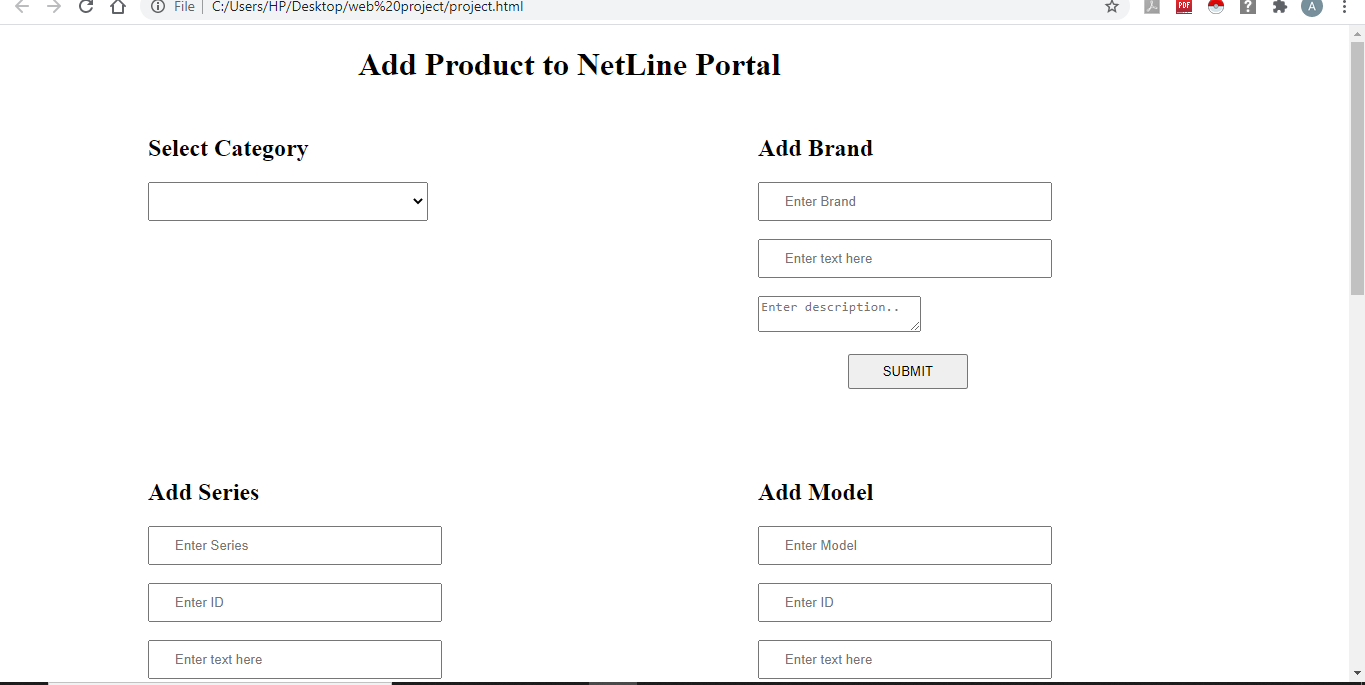 File | C:/Users/HP/Desktop/web%20project/project.html
PDF
?
A
Add Product to NetLine Portal
Select Category
Add Brand
Enter Brand
Enter text here
Enter description..
SUBMIT
Add Series
Enter Series
Enter ID
Enter text here
Add Model
Enter Model
Enter ID
Enter text here